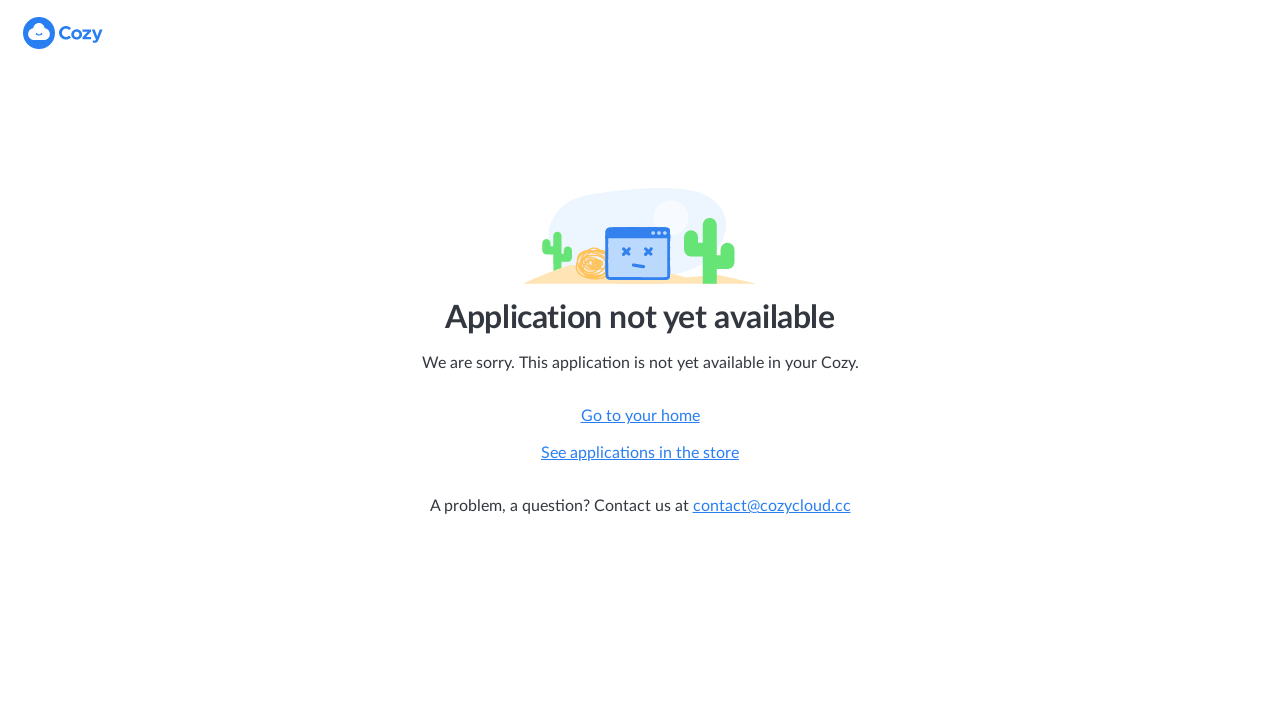 Cozy
Application not yet available
We are sorry. This application is not yet available in your Cozy.
Go to your home
See applications in the store
A problem, a question? Contact us at contact@cozycloud.cc